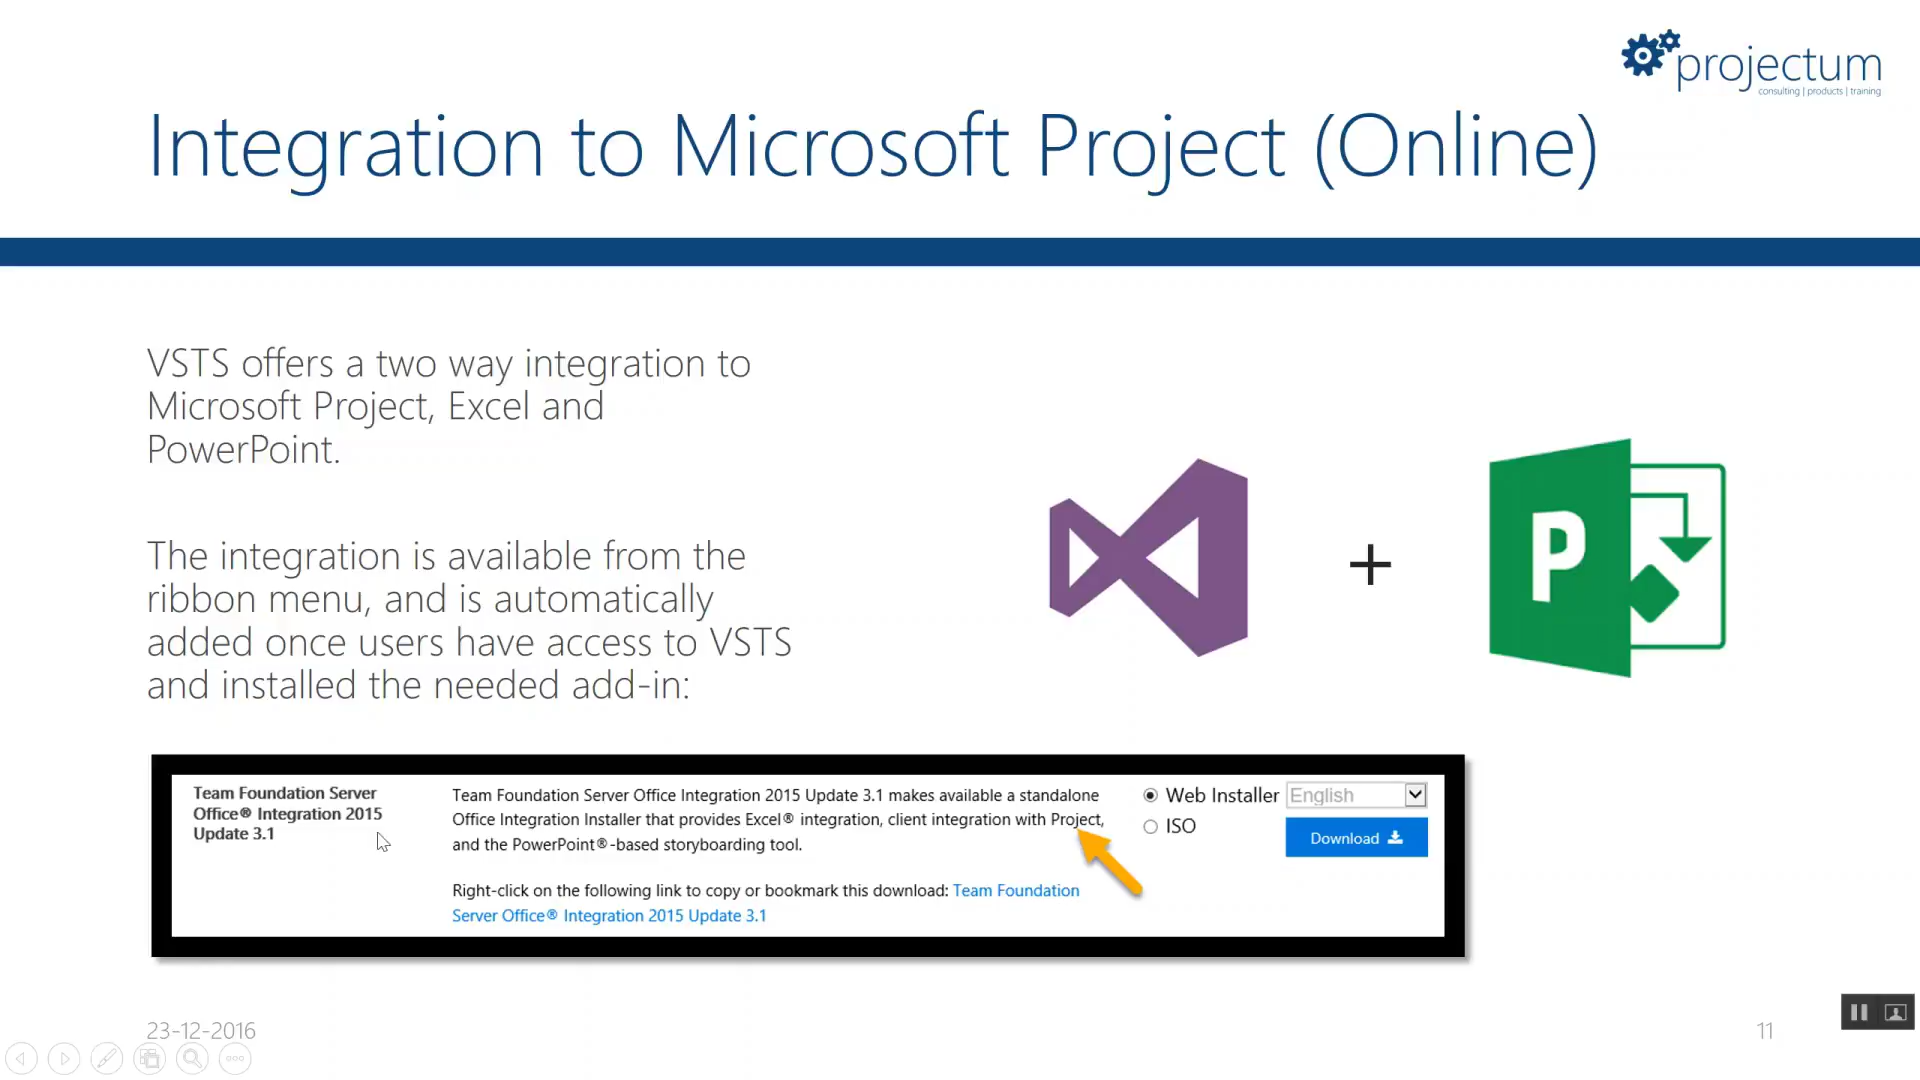 projectum
consulting | products | training
Integration to Microsoft Project (Online)
VSTS offers a two way integration to
Microsoft Project, Excel and
PowerPoint.
The integration is available from the
ribbon menu, and is automatically
added once users have access to VSTS
and installed the needed add-in:
+
P
Team Foundation Server
Office® Integration 2015
Update 3.1
Team Foundation Server Office Integration 2015 Update 3.1 makes available a standalone
Office Integration Installer that provides Excel® integration, client integration with Project,
and the PowerPoint®-based storyboarding tool.
Right-click on the following link to copy or bookmark this download: Team Foundation
Server Office® Integration 2015 Update 3.1
Web Installer
ISO
English
Download
23-12-2016
11